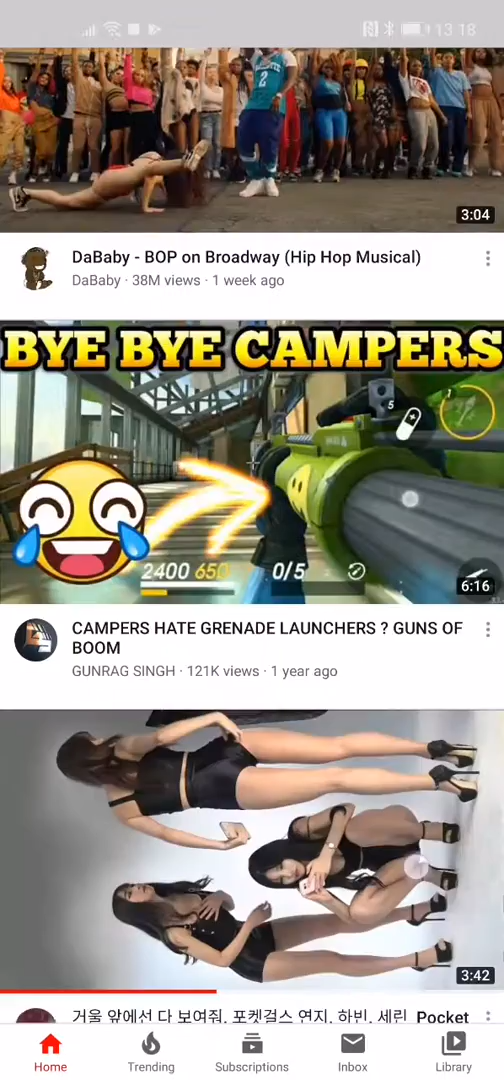 13:18
2
3:04
DaBaby - BOP on Broadway (Hip Hop Musical)
DaBaby · 38M views · 1 week ago
BYE BYE CAMPERS
5
2400 650
0/5
6:16
CAMPERS HATE GRENADE LAUNCHERS ? GUNS OF
BOOM
GUNRAG SINGH · 121K views · 1 year ago
3:42
거울 앞에선 다 보여줘. 포켓걸스 연지, 하빈, 세린 Pocket
Home
Trending
Subscriptions
Inbox
Library